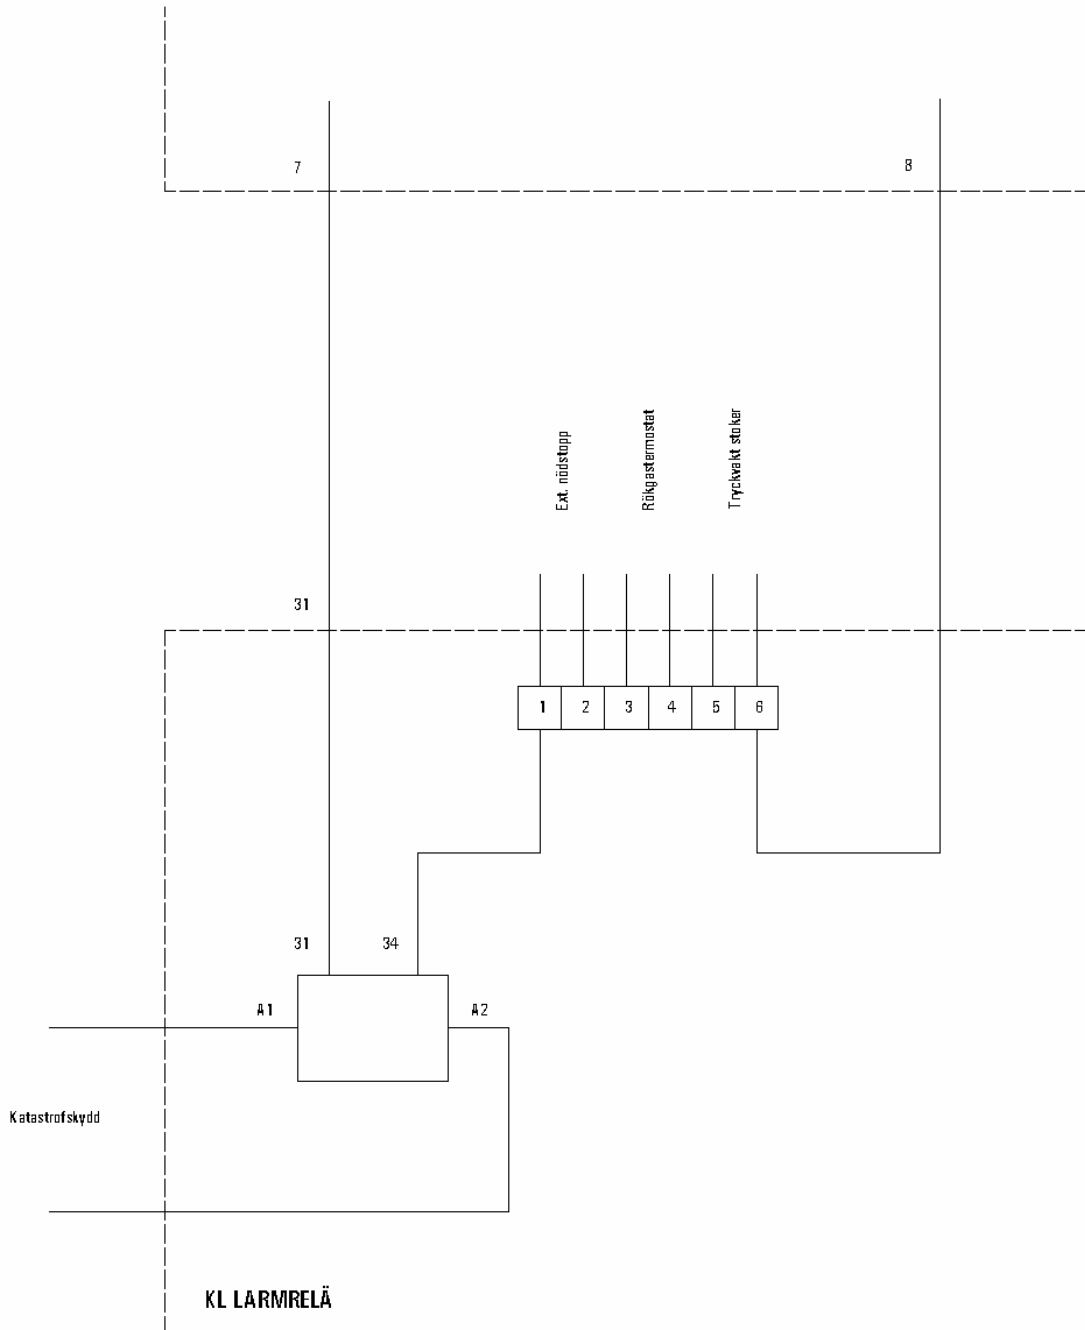 7
8
Ext. nödstopp
Rökgastermostat
Tryckvakt stoker
31
1 2 3 4 5 6
31 34
A1 A2
Katastrofskydd
KL LARMRELÄ